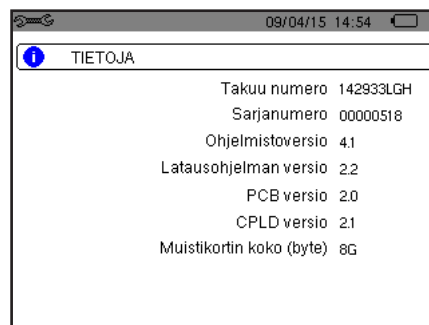 09/04/15 14:54
TIETOJA
Takuu numero 142933LGH
Sarjanumero 00000518
Ohjelmistoversio 4.1
Latausohjelman versio 2.2
PCB versio 2.0
CPLD versio 2.1
Muistikortin koko (byte) 8G